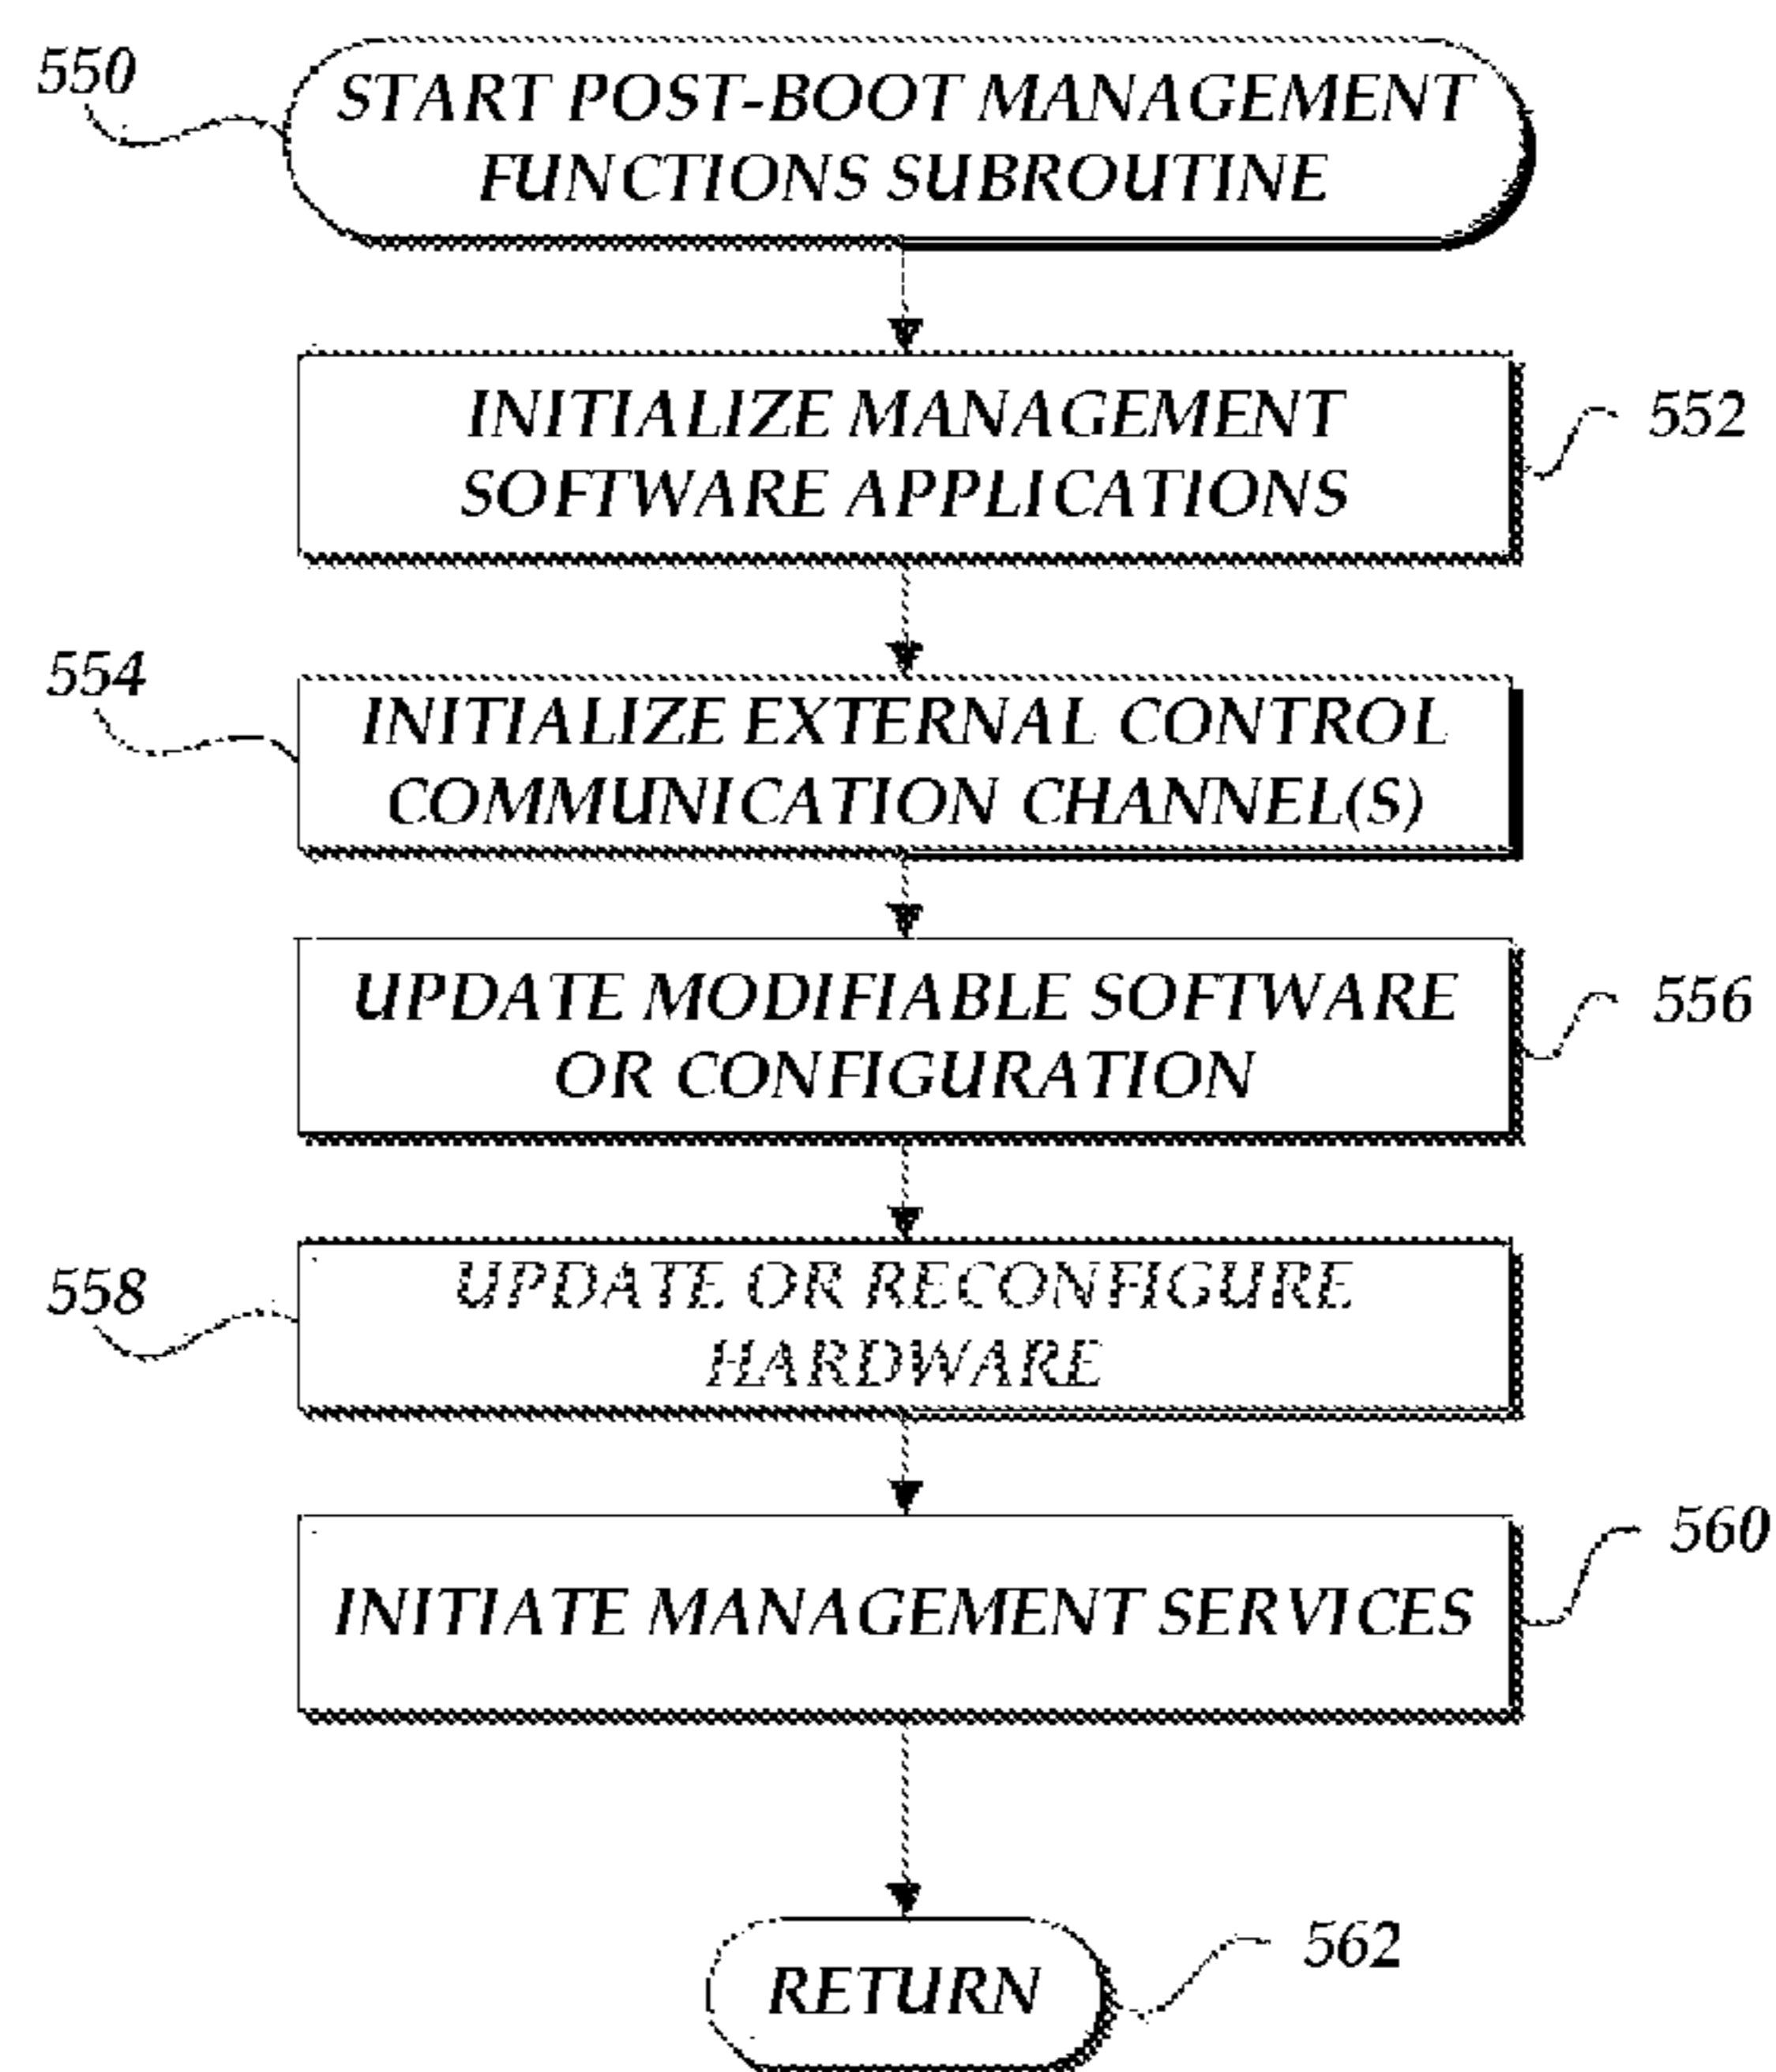 550
START POST-BOOT MANAGEMENT
FUNCTIONS SUBROUTINE
INITIALIZE MANAGEMENT
SOFTWARE APPLICATIONS
552
554
INITIALIZE EXTERNAL CONTROL
COMMUNICATION CHANNEL(S)
UPDATE MODIFIABLE SOFTWARE
OR CONFIGURATION
556
558
UPDATE OR RECONFIGURE
HARDWARE
INITIATE MANAGEMENT SERVICES
560
RETURN
562